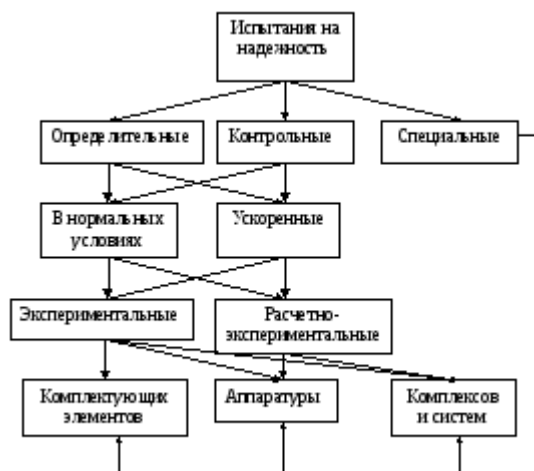 Испытания на
надежность
Определительные
Контрольные
Специальные
В нормальных
условиях
Ускоренные
Экспериментальные
Расчетно-
экспериментальные
Комплектующих
элементов
Аппаратуры
Комплексов
и систем